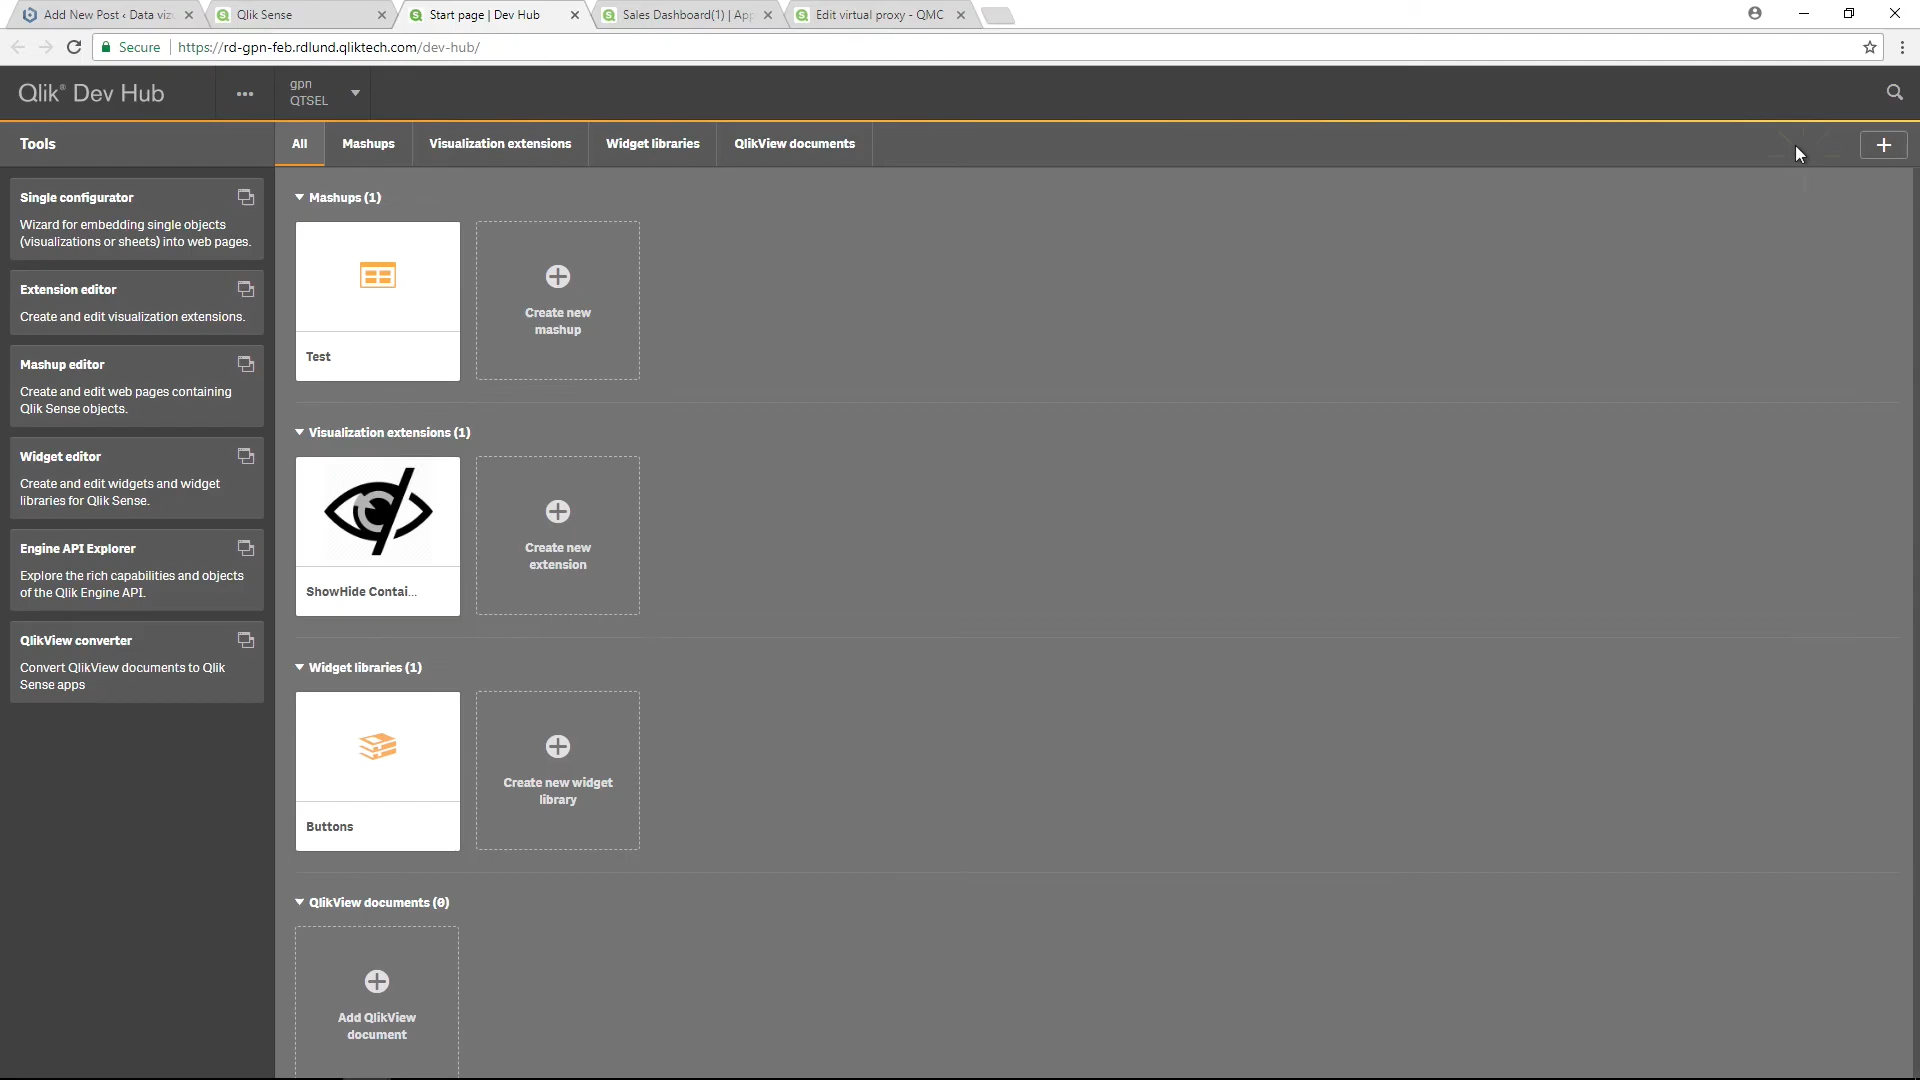 Add New Post ‹ Data viz
Qlik Sense
Start page | Dev Hub
Sales Dashboard(1) | App
Edit virtual proxy - QMC
Secure
https://rd-gpn-feb.rdlund.qliktech.com/dev-hub/
Qlik® Dev Hub
•••
gpn
QTSEL
Tools
All
Mashups
Visualization extensions
Widget libraries
QlikView documents
Single configurator
Wizard for embedding single objects
(visualizations or sheets) into web pages.
Extension editor
Create and edit visualization extensions.
Mashup editor
Create and edit web pages containing
Qlik Sense objects.
Widget editor
Create and edit widgets and widget
libraries for Qlik Sense.
Engine API Explorer
Explore the rich capabilities and objects
of the Qlik Engine API.
QlikView converter
Convert QlikView documents to Qlik
Sense apps
Mashups (1)
Test
Create new
mashup
Visualization extensions (1)
ShowHide Contai...
Create new
extension
Widget libraries (1)
Buttons
Create new widget
library
QlikView documents (0)
Add QlikView
document